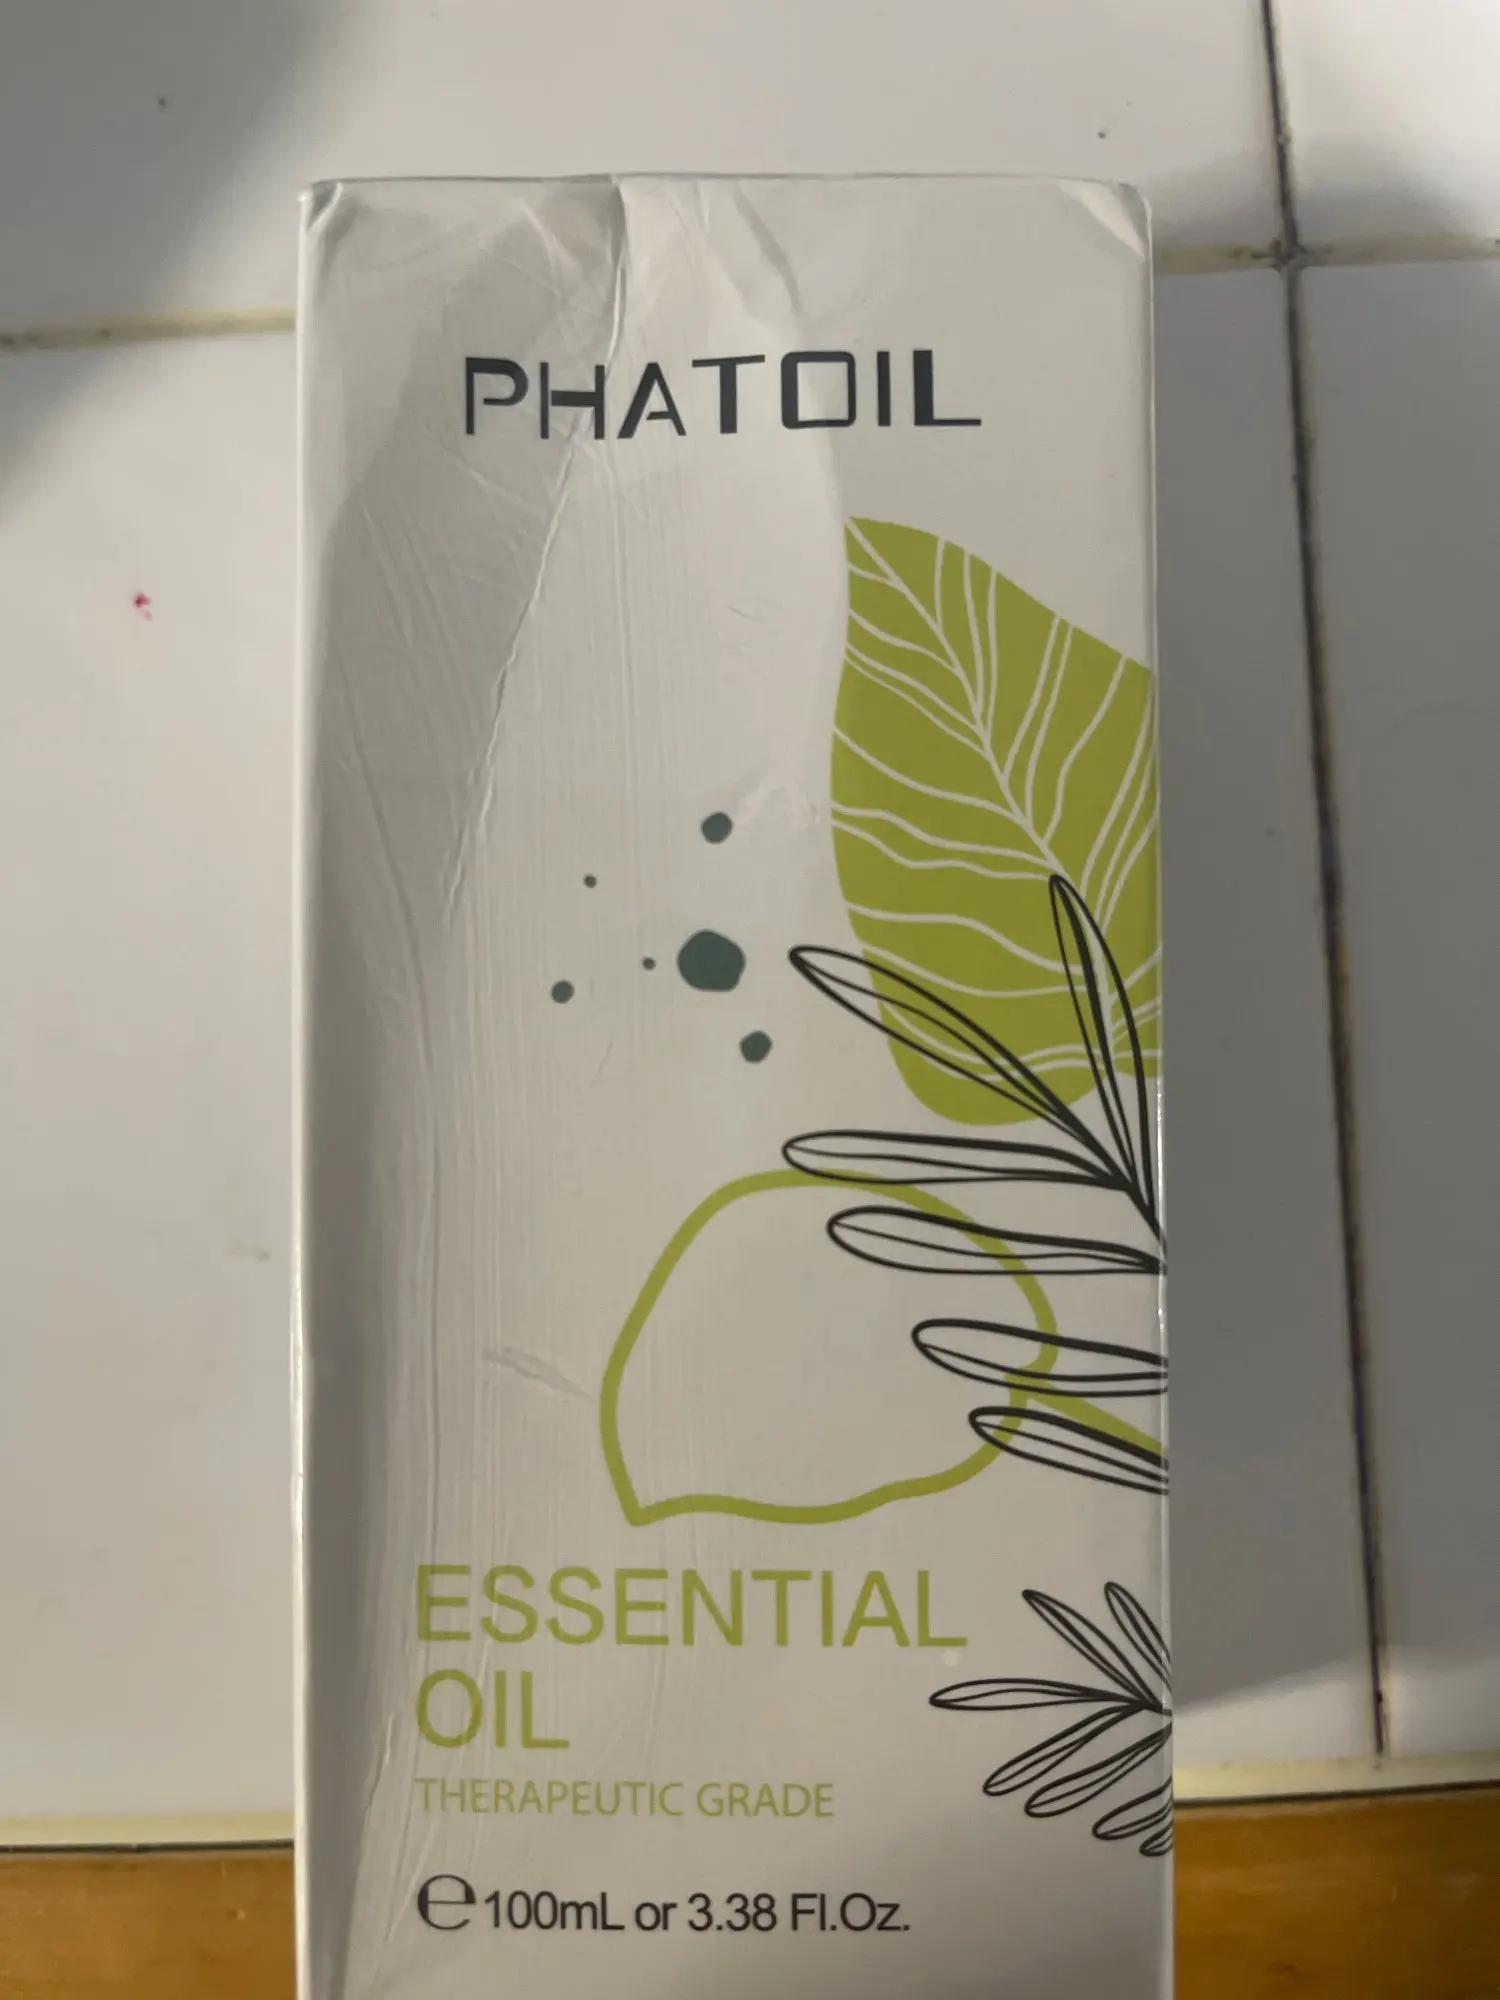 PHATOIL
ESSENTIAL
OIL
THERAPEUTIC GRADE
℮100mL or 3.38 Fl.Oz.